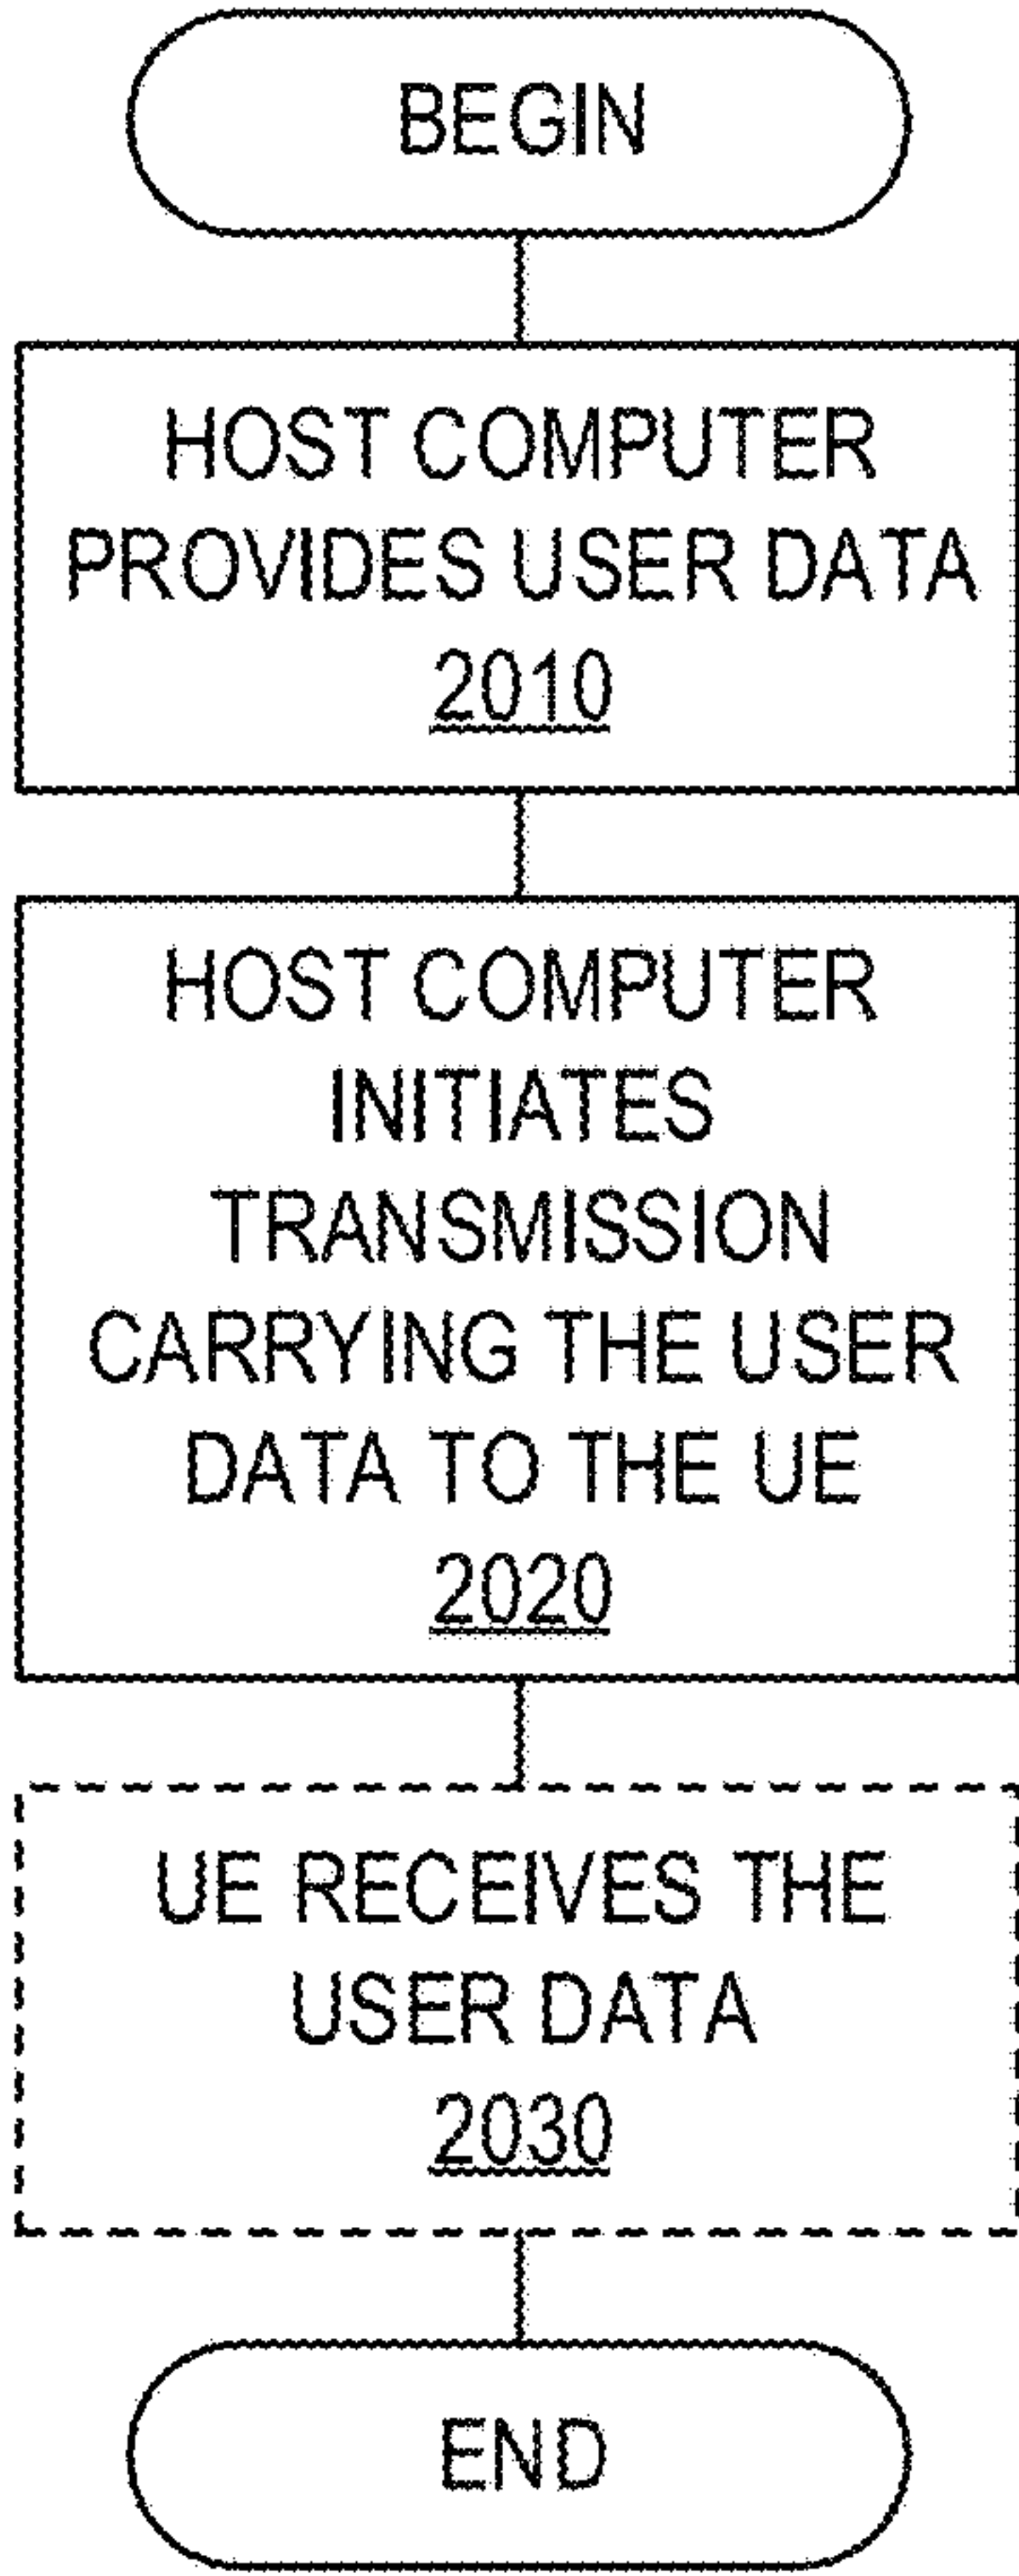 BEGIN
HOST COMPUTER
PROVIDES USER DATA
2010
HOST COMPUTER
INITIATES
TRANSMISSION
CARRYING THE USER
DATA TO THE UE
2020
UE RECEIVES THE
USER DATA
2030
END